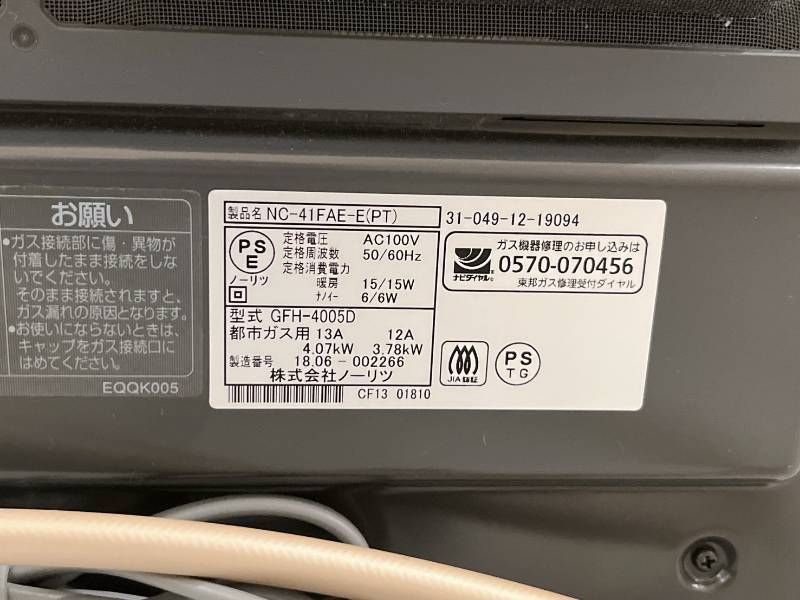 お願い
●ガス接続部に傷・異物が
付着したまま接続をしな
いでください。
そのまま接続されますと、
ガス漏れの原因となります。
●お使いにならないときは、
キャップをガス接続口に
はめてください。
EQQK005
製品名 NC-41FAE-E(PT)
31-049-12-19094
PS
E
ノーリツ
定格電圧 AC100V
定格周波数 50/60Hz
定格消費電力
暖房 15/15W
ナノイー 6/6W
型式 GFH-4005D
都市ガス用 13A 12A
4.07kW 3.78kW
製造番号 18.06-002266
株式会社ノーリツ
CF13 01810
ナビダイヤル
ガス機器修理のお申し込みは
0570-070456
東邦ガス修理受付ダイヤル
JIA認証
PS
TG